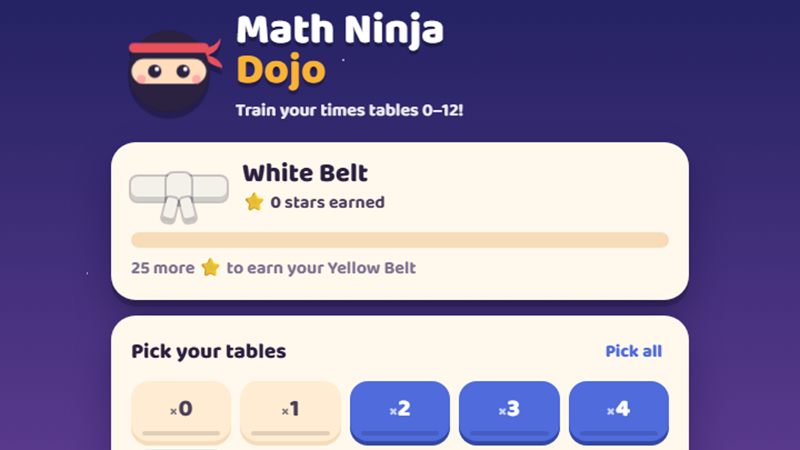 Math Ninja
Dojo
Train your times tables 0–12!
White Belt
⭐ 0 stars earned
25 more ⭐ to earn your Yellow Belt
Pick your tables
Pick all
×0
×1
×2
×3
×4